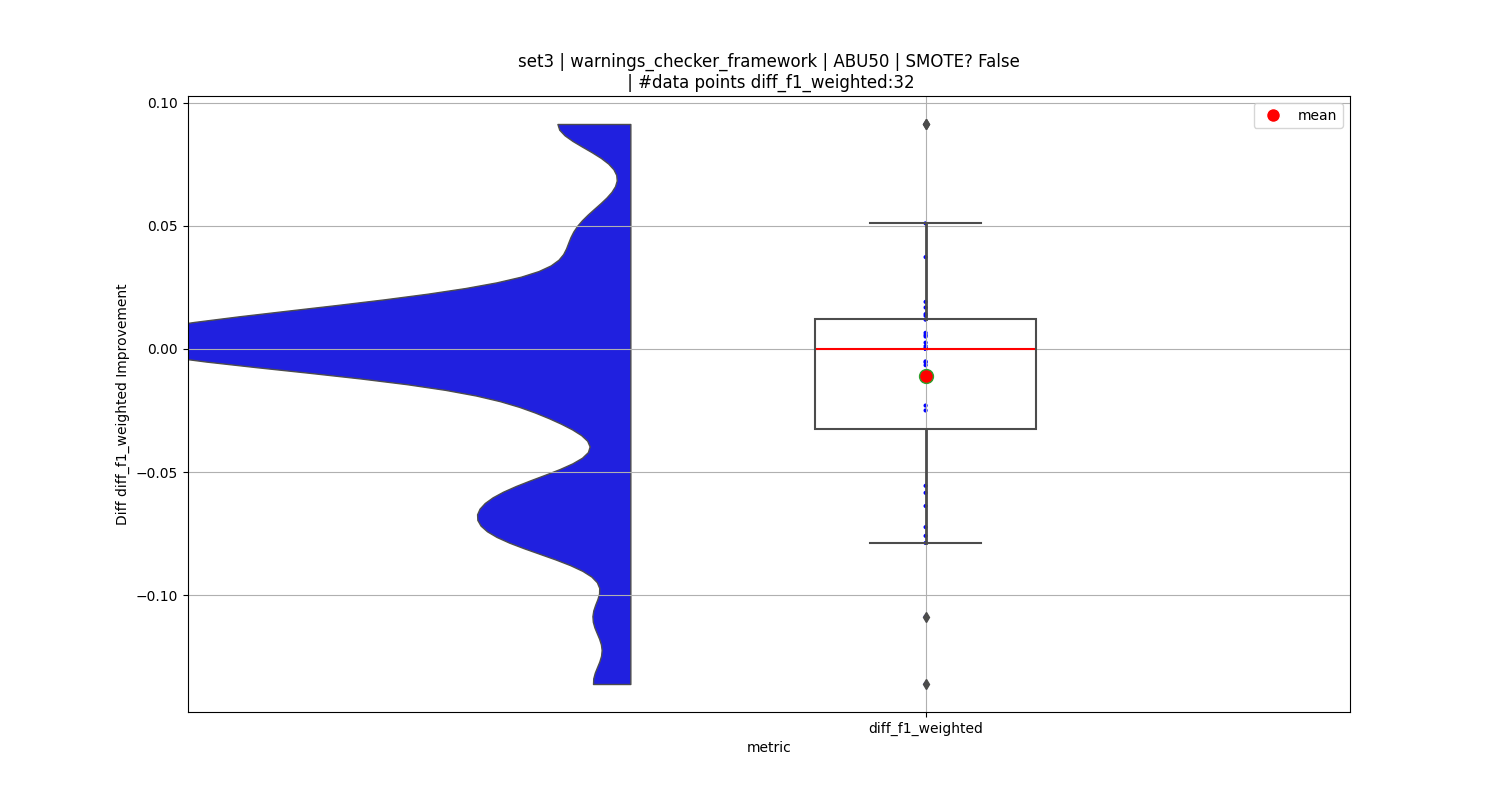 set3 | warnings_checker_framework | ABU50 | SMOTE? False
| #data points diff_f1_weighted:32
mean
0.10
0.05
0.00
−0.05
−0.10
Diff diff_f1_weighted Improvement
diff_f1_weighted
metric